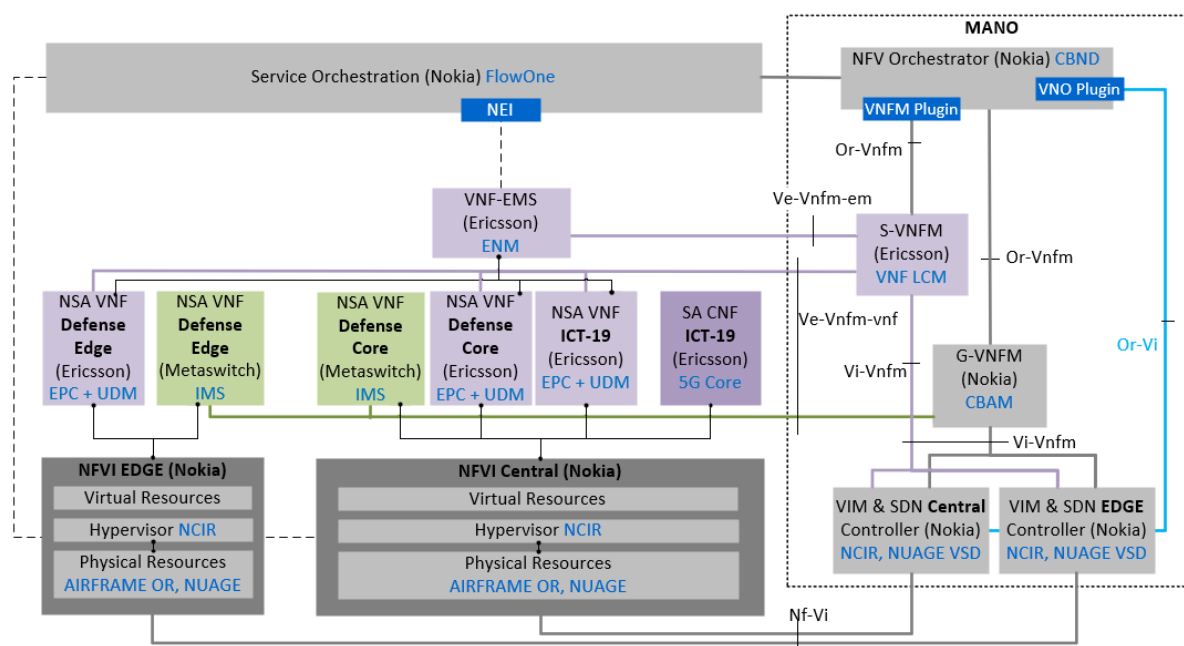 MANO
Service Orchestration (Nokia) FlowOne
NEI
NFV Orchestrator (Nokia) CBND
VNO Plugin
VNFM Plugin
Or-Vnfm
Ve-Vnfm-em
VNF-EMS
(Ericsson)
ENM
S-VNFM
(Ericsson)
VNF LCM
Or-Vnfm
NSA VNF
Defense
Edge
(Ericsson)
EPC + UDM
NSA VNF
Defense
Edge
(Metaswitch)
IMS
NSA VNF
Defense
Core
(Metaswitch)
IMS
NSA VNF
Defense
Core
(Ericsson)
EPC + UDM
NSA VNF
ICT-19
(Ericsson)
EPC + UDM
SA CNF
ICT-19
(Ericsson)
5G Core
Ve-Vnfm-vnf
Vi-Vnfm
Or-Vi
G-VNFM
(Nokia)
CBAM
Vi-Vnfm
NFVI EDGE (Nokia)
Virtual Resources
Hypervisor NCIR
Physical Resources
AIRFRAME OR, NUAGE
NFVI Central (Nokia)
Virtual Resources
Hypervisor NCIR
Physical Resources
AIRFRAME OR, NUAGE
VIM & SDN Central
Controller (Nokia)
NCIR, NUAGE VSD
VIM & SDN EDGE
Controller (Nokia)
NCIR, NUAGE VSD
Nf-Vi